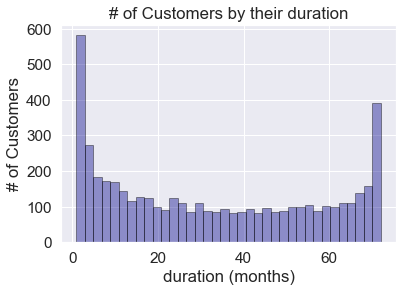 # of Customers by their duration
600
500
400
300
200
100
0
# of Customers
0 20 40 60
duration (months)